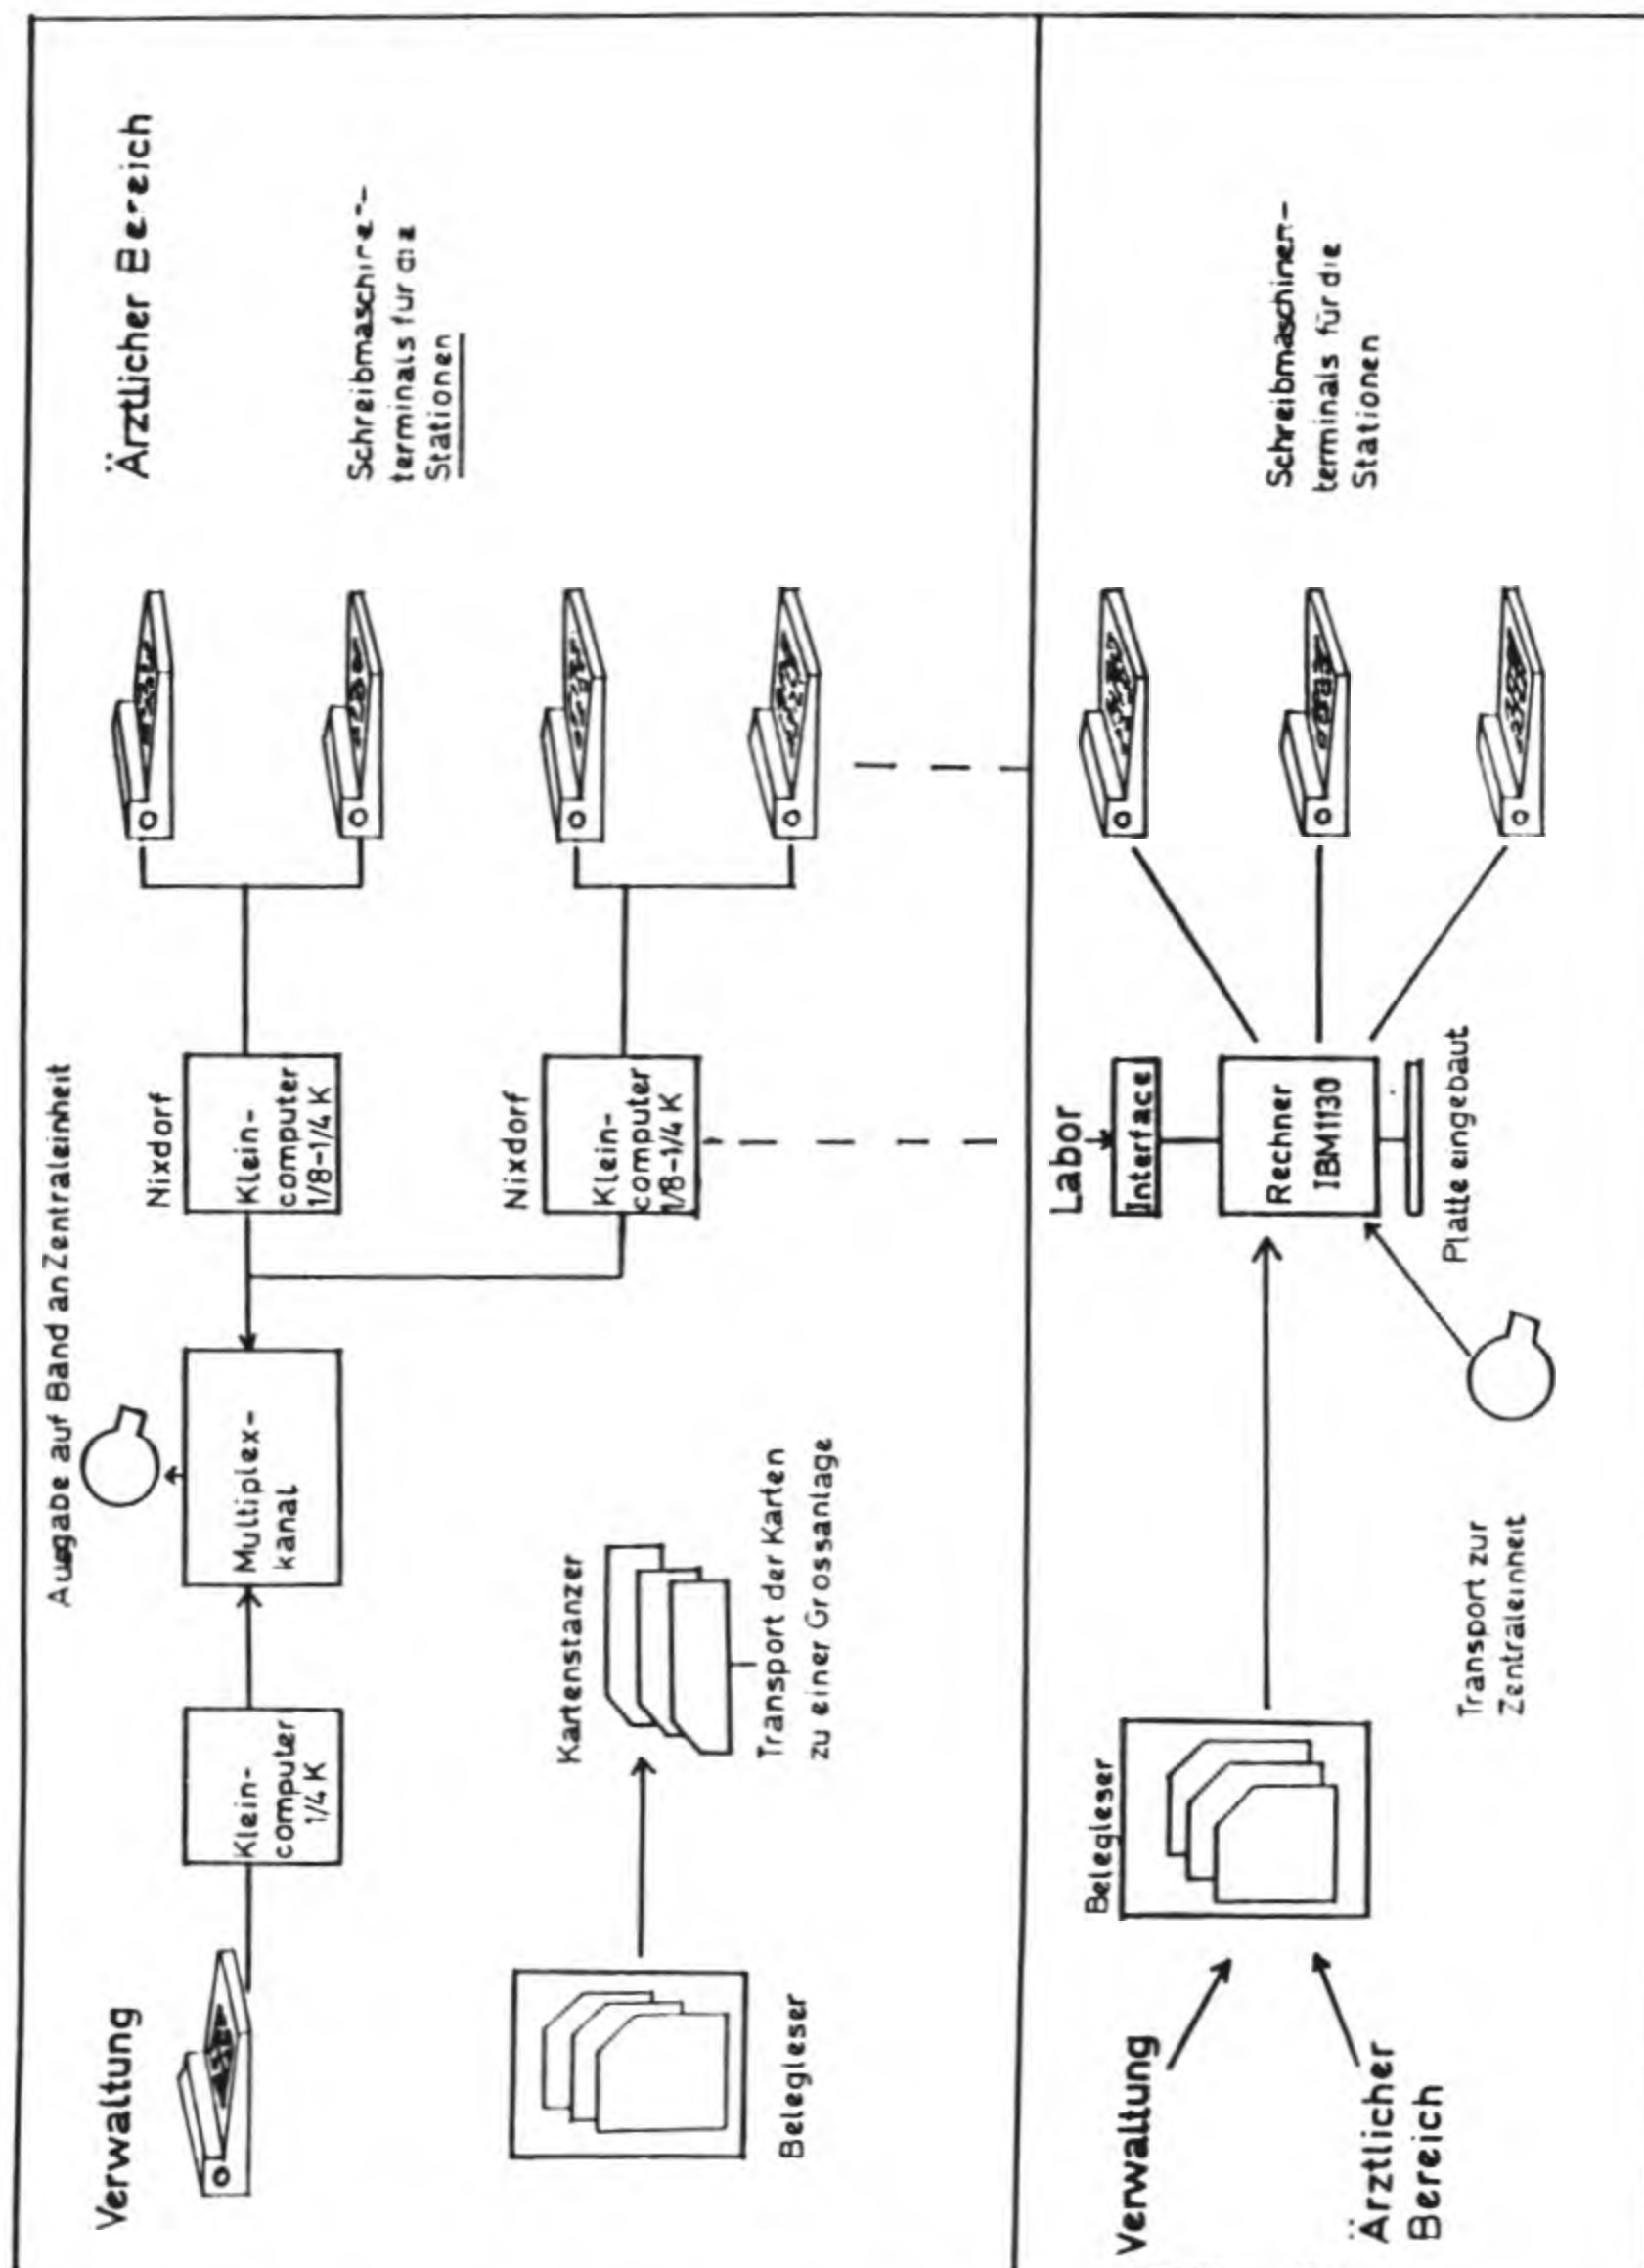 Ausgabe auf Band an Zentraleinheit
Verwaltung
Ärztlicher Bereich
Klein-
computer
1/4 K
Multiplex-
kanal
Nixdorf
Klein-
computer
1/8-1/4 K
Schreibmaschinen-
terminals für die
Stationen
Belegleser
Kartenstanzer
Transport der Karten
zu einer Grossanlage
Nixdorf
Klein-
computer
1/8-1/4 K
Verwaltung
Ärztlicher
Bereich
Belegleser
Transport zur
Zentraleinheit
Labor
Interface
Rechner
IBM1130
Platte eingebaut
Schreibmaschinen-
terminals für die
Stationen